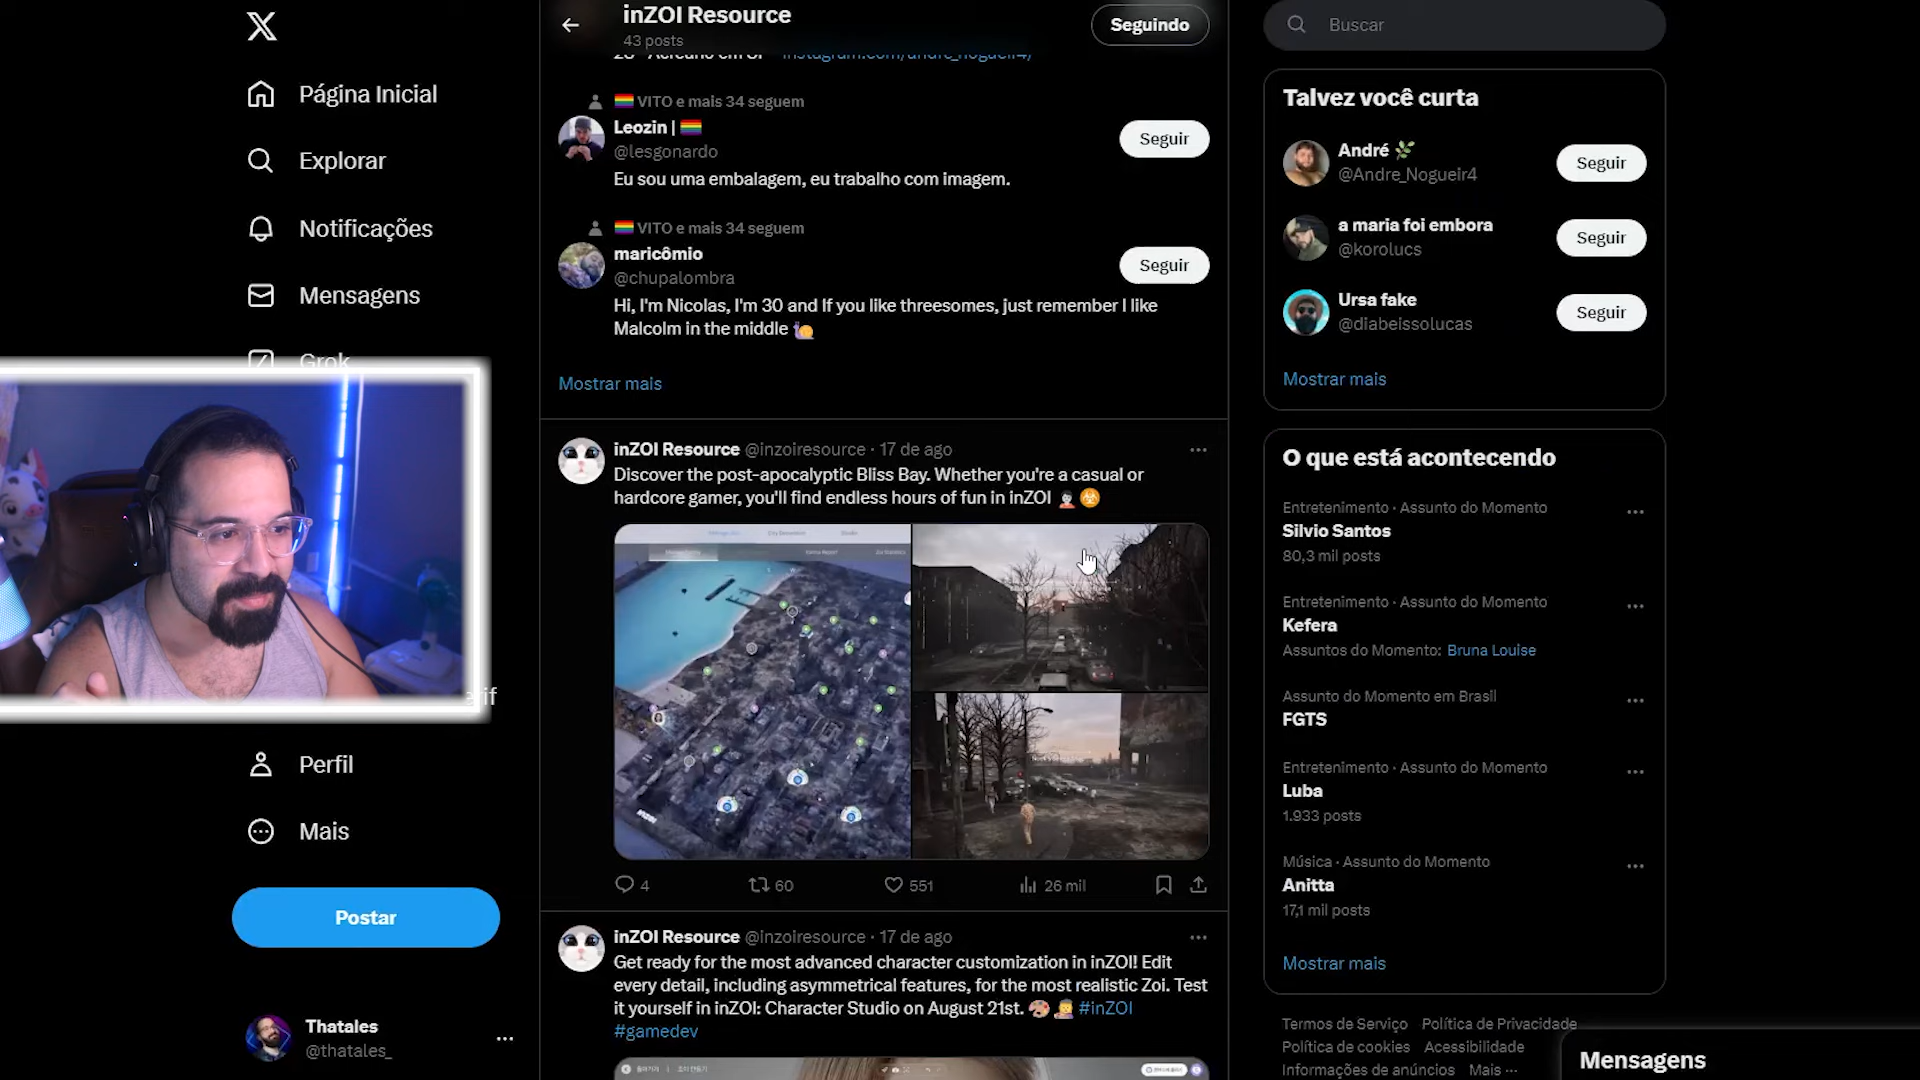 Página Inicial
Explorar
Notificações
Mensagens
Grok
Perfil
Mais
Postar
Thatales
@thatales_
inZOI Resource
43 posts
Seguindo
instagram.com/andre_nogueir4/
VITO e mais 34 seguem
Leozin |
@lesgonardo
Seguir
Eu sou uma embalagem, eu trabalho com imagem.
VITO e mais 34 seguem
maricômio
@chupalombra
Seguir
Hi, I'm Nicolas, I'm 30 and If you like threesomes, just remember I like
Malcolm in the middle
Mostrar mais
inZOI Resource @inzoiresource · 17 de ago
Discover the post-apocalyptic Bliss Bay. Whether you're a casual or
hardcore gamer, you'll find endless hours of fun in inZOI
4 60 551 26 mil
inZOI Resource @inzoiresource · 17 de ago
Get ready for the most advanced character customization in inZOI! Edit
every detail, including asymmetrical features, for the most realistic Zoi. Test
it yourself in inZOI: Character Studio on August 21st. #inZOI
#gamedev
Buscar
Talvez você curta
André
@Andre_Nogueir4
Seguir
a maria foi embora
@korolucs
Seguir
Ursa fake
@diabeissolucas
Seguir
Mostrar mais
O que está acontecendo
Entretenimento · Assunto do Momento
Silvio Santos
80,3 mil posts
Entretenimento · Assunto do Momento
Kefera
Assuntos do Momento: Bruna Louise
Assunto do Momento em Brasil
FGTS
Entretenimento · Assunto do Momento
Luba
1.933 posts
Música · Assunto do Momento
Anitta
17,1 mil posts
Mostrar mais
Termos de Serviço Política de Privacidade
Política de cookies Acessibilidade
Informações de anúncios Mais ···
Mensagens